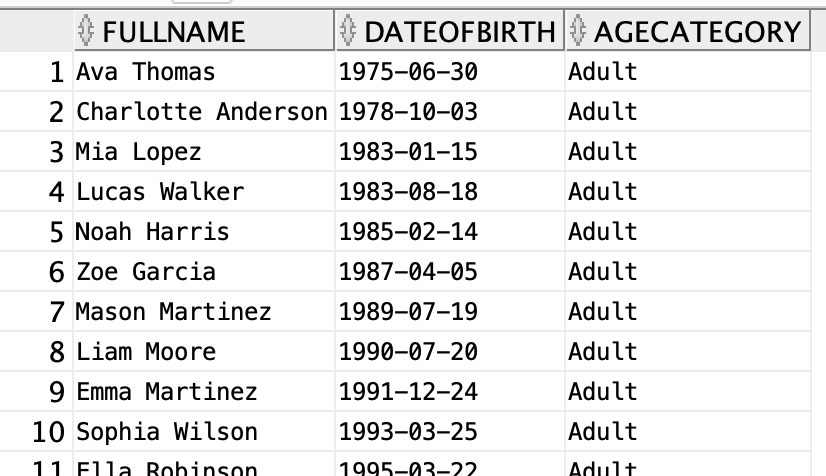 FULLNAME DATEOFBIRTH AGECATEGORY
1 Ava Thomas 1975-06-30 Adult
2 Charlotte Anderson 1978-10-03 Adult
3 Mia Lopez 1983-01-15 Adult
4 Lucas Walker 1983-08-18 Adult
5 Noah Harris 1985-02-14 Adult
6 Zoe Garcia 1987-04-05 Adult
7 Mason Martinez 1989-07-19 Adult
8 Liam Moore 1990-07-20 Adult
9 Emma Martinez 1991-12-24 Adult
10 Sophia Wilson 1993-03-25 Adult
11 Ella Robinson 1995-03-22 Adult